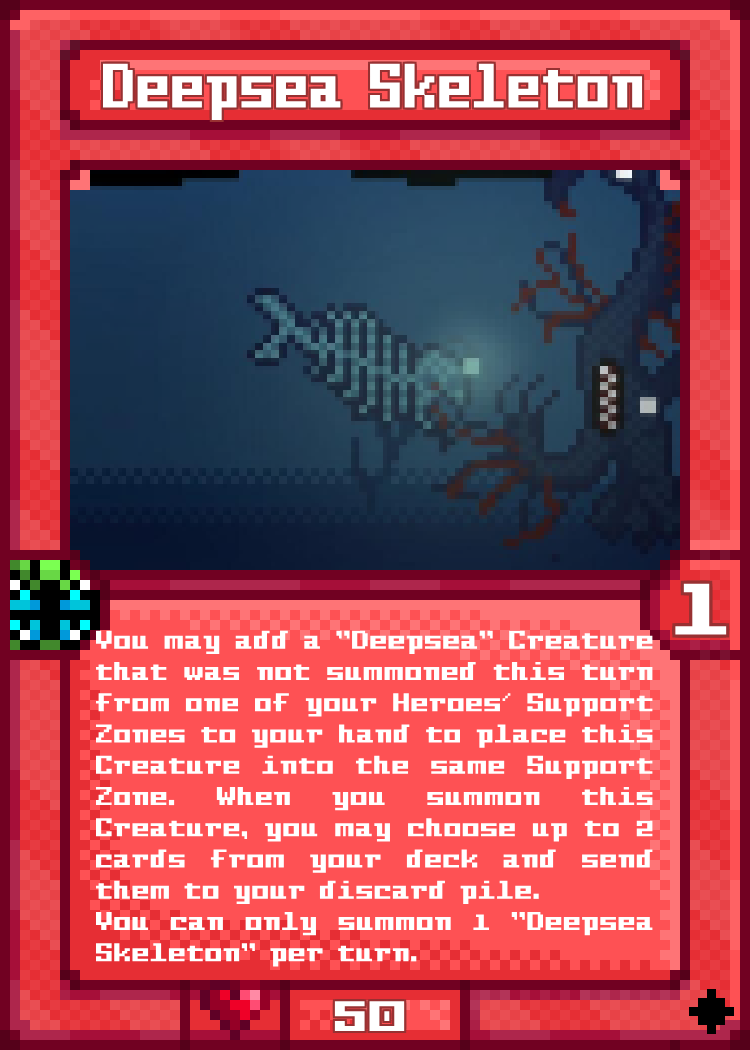 Deepsea Skeleton
1
You may add a "Deepsea" Creature
that was not summoned this turn
from one of your Heroes' Support
Zones to your hand to place this
Creature into the same Support
Zone. When you summon this
Creature, you may choose up to 2
cards from your deck and send
them to your discard pile.
You can only summon 1 "Deepsea
Skeleton" per turn.
50